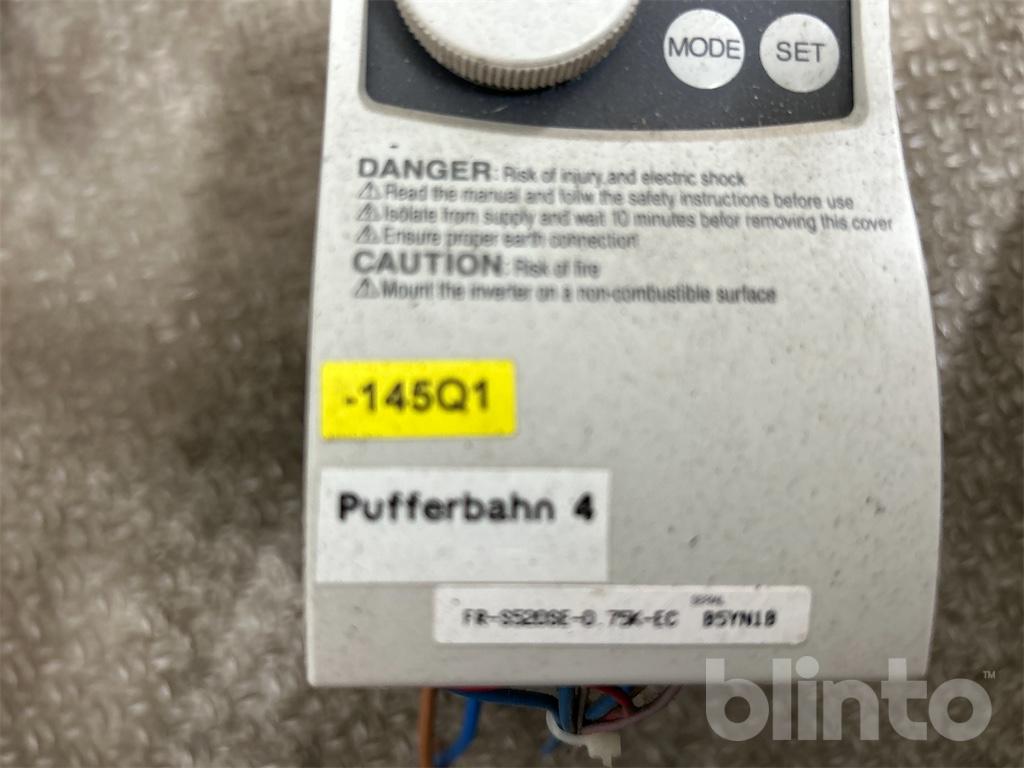 MODE SET
DANGER: Risk of injury and electric shock
Read the manual and follw the safety instructions before use
Isolate from supply and wait 10 minutes befor removing this cover
Ensure proper earth connection
CAUTION: Risk of fire
Mount the inverter on a non-combustible surface
-145Q1
Pufferbahn 4
FR-S520SE-0.75K-EC
blinto™